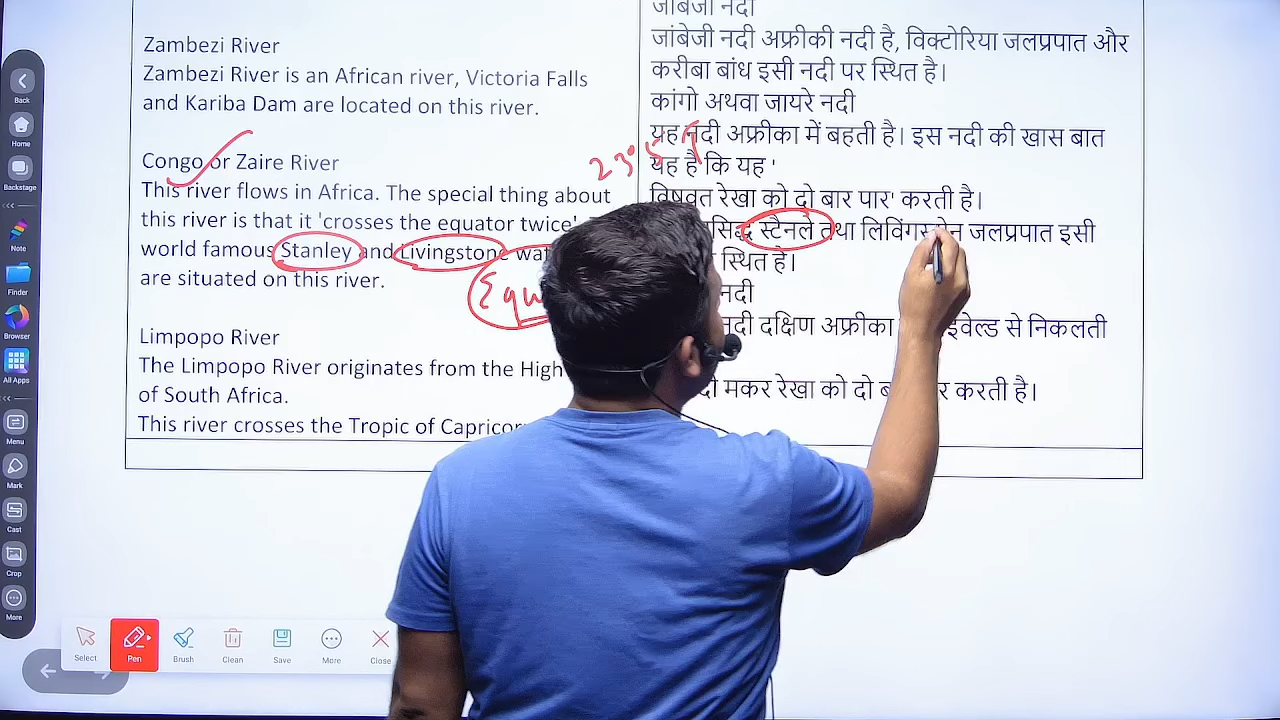 Back
Home
Backstage
Note
Finder
Browser
All Apps
Menu
Mark
Cast
Crop
More
Zambezi River
Zambezi River is an African river, Victoria Falls
and Kariba Dam are located on this river.
Congo or Zaire River
This river flows in Africa. The special thing about
this river is that it 'crosses the equator twice'
world famous Stanley and Livingstone
are situated on this river.
Limpopo River
The Limpopo River originates from the High
of South Africa.
This river crosses the Tropic of
जांबेजी नदी
जांबेजी नदी अफ्रीकी नदी है, विक्टोरिया जलप्रपात और
करीबा बांध इसी नदी पर स्थित है।
कांगो अथवा जायरे नदी
यह नदी अफ्रीका में बहती है। इस नदी की खास बात
यह है कि यह '
विषुवत रेखा को दो बार पार' करती है।
स्टैनले तथा जलप्रपात इसी
स्थित है।
नदी
नदी दक्षिण अफ्रीका से निकलती
मकर रेखा को दो करती है।
23°5
Select
Pen
Brush
Clean
Save
More
Close